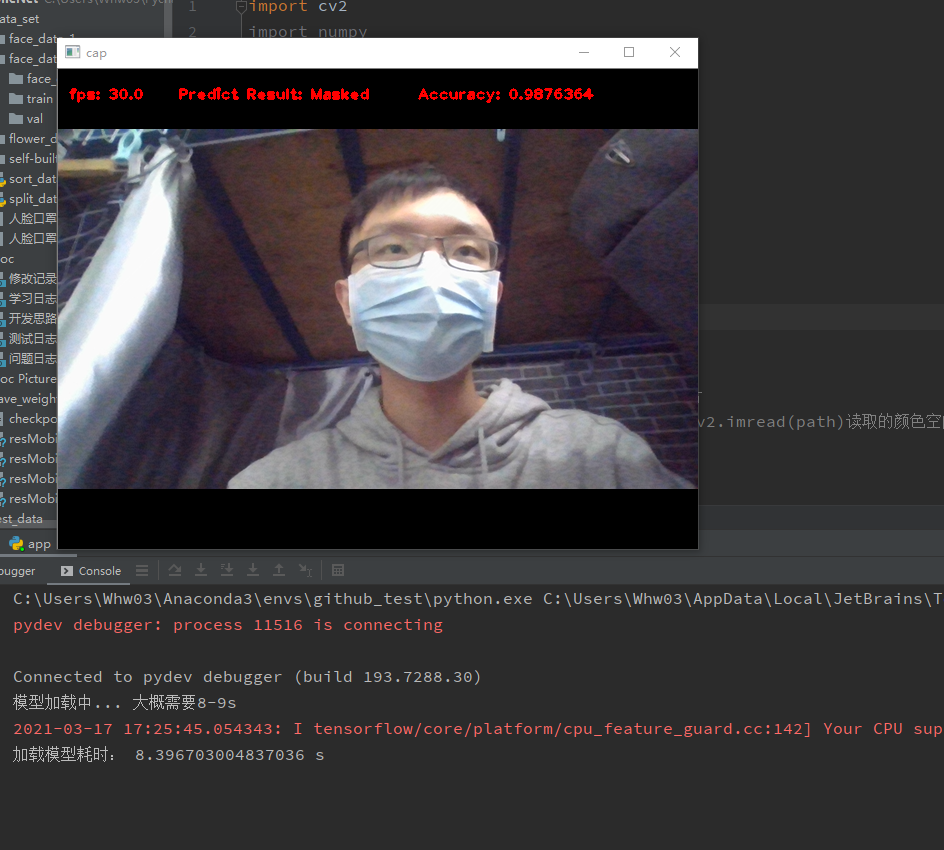 1 import cv2
2 import numpy
cap
fps: 30.0 Predict Result: Masked Accuracy: 0.9876364
ata_set
face_dat
face_dat
face_
train
val
flower_d
self-buil
sort_dat
split_dat
人脸口罩
人脸口罩
oc
修改记录
学习日志
开发思路
测试日志
问题日志
oc Picture
ave_weigh
checkpo
resMobi
resMobi
resMobi
resMobi
est_data
v2.imread(path)读取的颜色空
app
bugger Console
C:\Users\Whw03\Anaconda3\envs\github_test\python.exe C:\Users\Whw03\AppData\Local\JetBrains\T
pydev debugger: process 11516 is connecting
Connected to pydev debugger (build 193.7288.30)
模型加载中... 大概需要8-9s
2021-03-17 17:25:45.054343: I tensorflow/core/platform/cpu_feature_guard.cc:142] Your CPU sup
加载模型耗时： 8.396703004837036 s